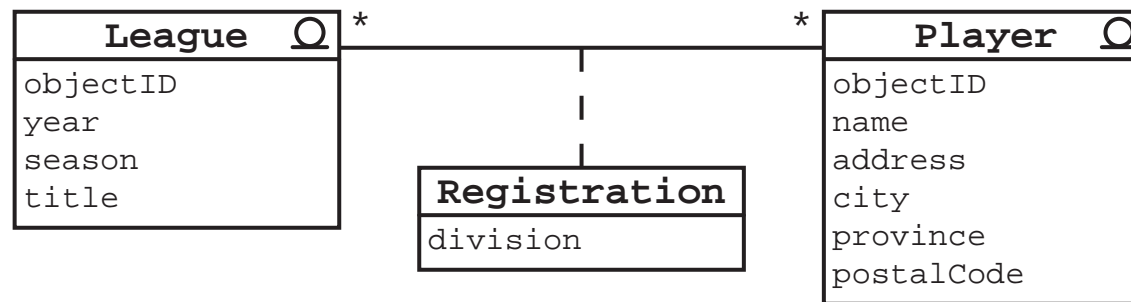 League
objectID
year
season
title
*
*
Registration
division
Player
objectID
name
address
city
province
postalCode